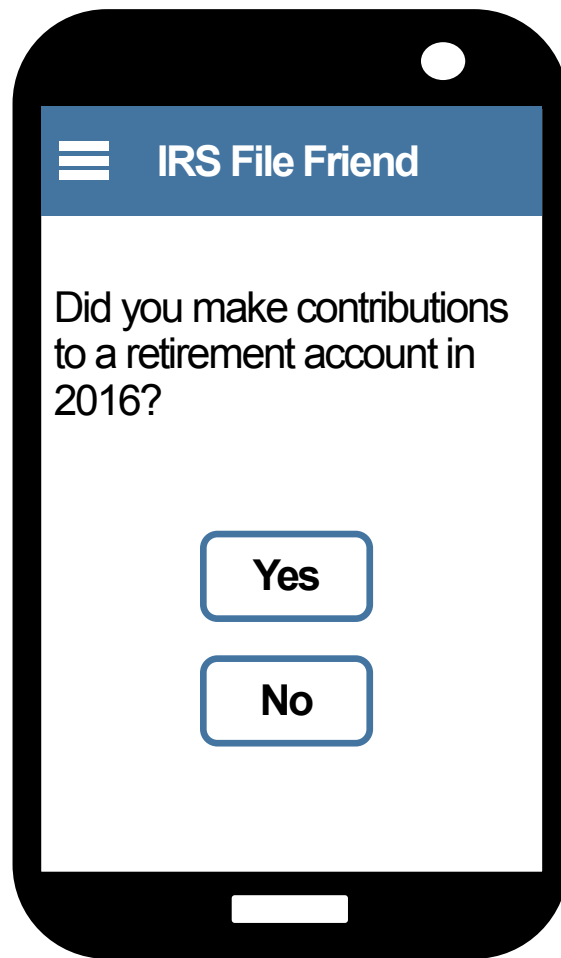 IRS File Friend
Did you make contributions
to a retirement account in
2016?
Yes
No